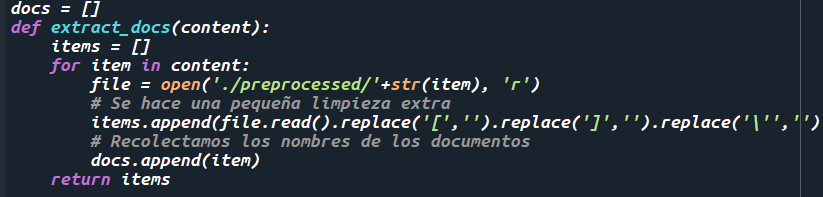 docs = []
def extract_docs(content):
    items = []
    for item in content:
        file = open('./preprocessed/'+str(item), 'r')
        # Se hace una pequeña limpieza extra
        items.append(file.read().replace('[','').replace(']','').replace('\'','')
        # Recolectamos los nombres de los documentos
        docs.append(item)
    return items